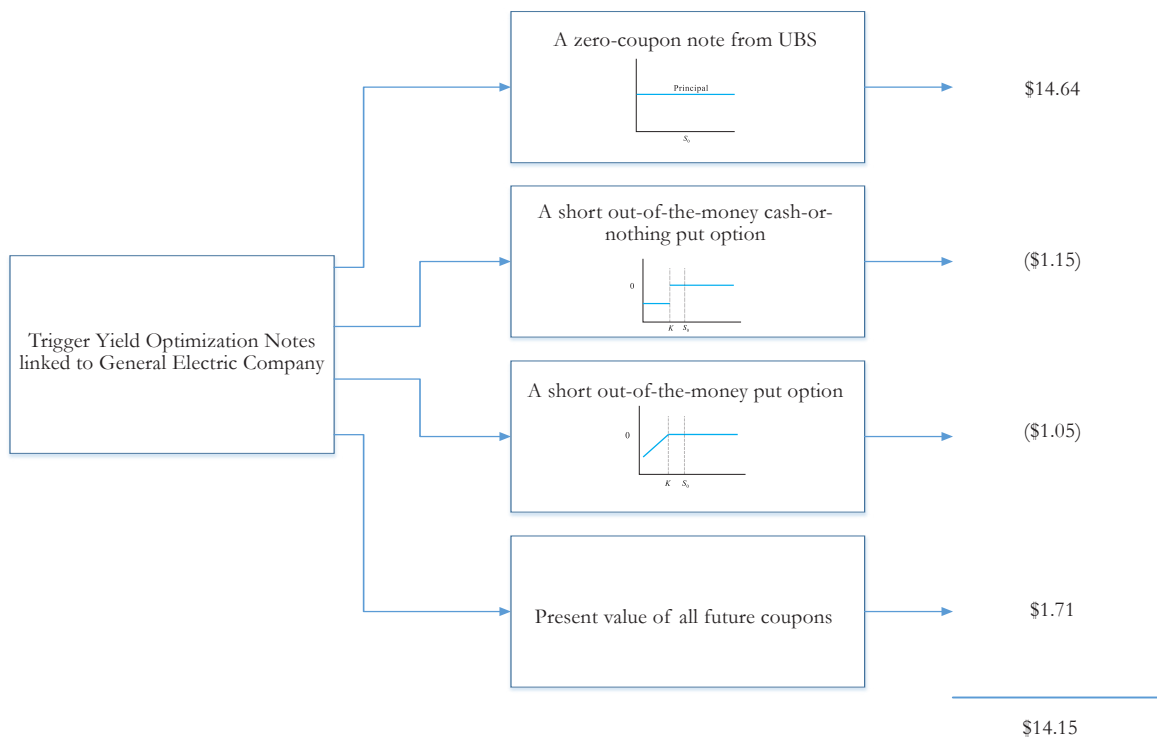 A zero-coupon note from UBS
Principal
S0
$14.64
A short out-of-the-money cash-or-
nothing put option
0
K S0
($1.15)
Trigger Yield Optimization Notes
linked to General Electric Company
A short out-of-the-money put option
0
K S0
($1.05)
Present value of all future coupons
$1.71
$14.15